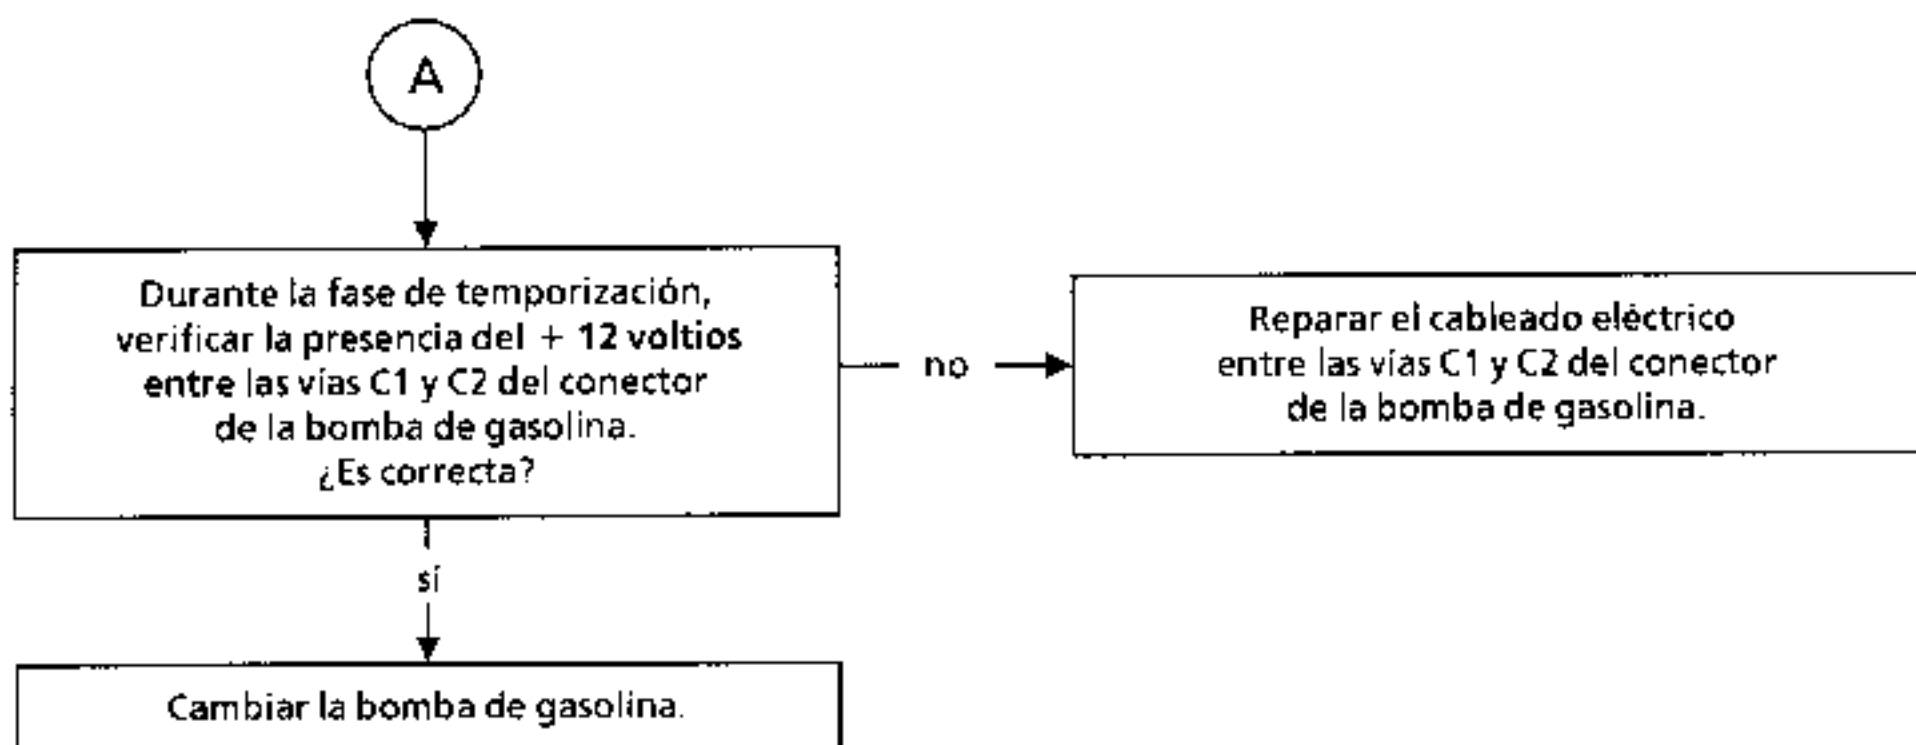 A
Durante la fase de temporización,
verificar la presencia del + 12 voltios
entre las vías C1 y C2 del conector
de la bomba de gasolina.
¿Es correcta?
no
Reparar el cableado eléctrico
entre las vías C1 y C2 del conector
de la bomba de gasolina.
sí
Cambiar la bomba de gasolina.